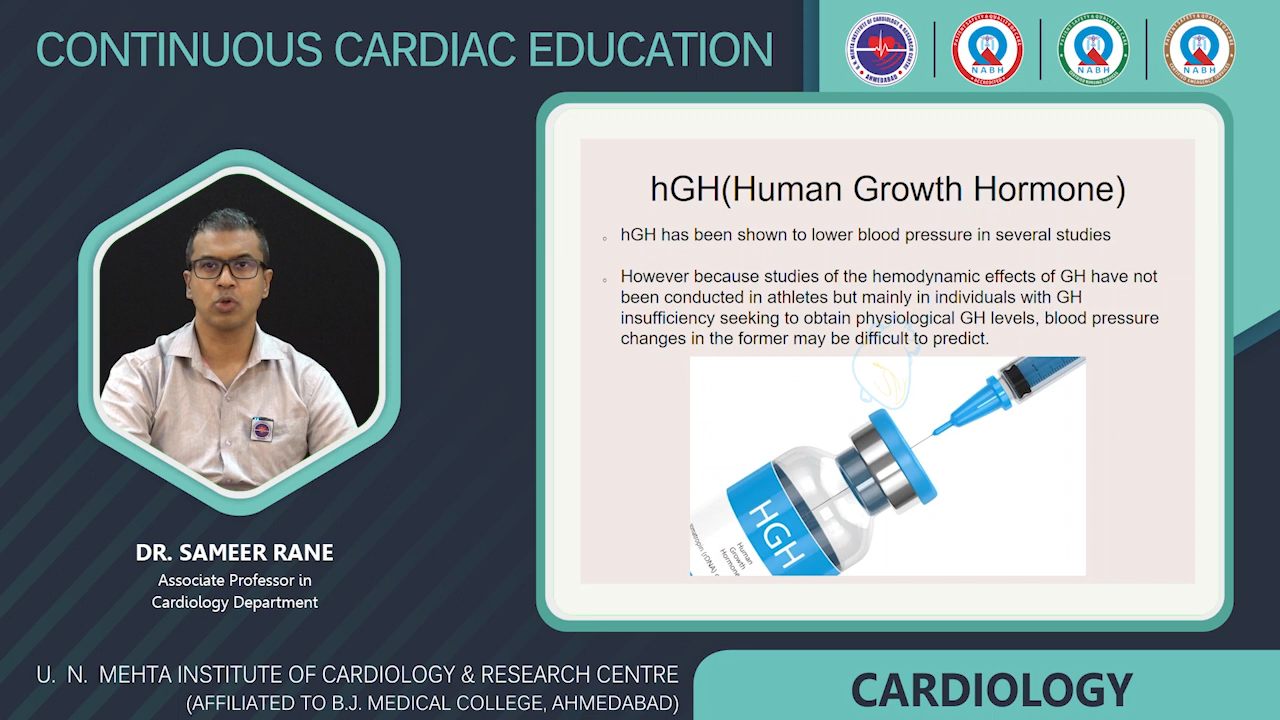 CONTINUOUS CARDIAC EDUCATION
NABH
NABH
NABH
AHMEDABAD
hGH(Human Growth Hormone)
hGH has been shown to lower blood pressure in several studies
However because studies of the hemodynamic effects of GH have not
been conducted in athletes but mainly in individuals with GH
insufficiency seeking to obtain physiological GH levels, blood pressure
changes in the former may be difficult to predict.
HGH
Human
Growth
Hormone
DR. SAMEER RANE
Associate Professor in
Cardiology Department
U. N. MEHTA INSTITUTE OF CARDIOLOGY & RESEARCH CENTRE
(AFFILIATED TO B.J. MEDICAL COLLEGE, AHMEDABAD)
CARDIOLOGY